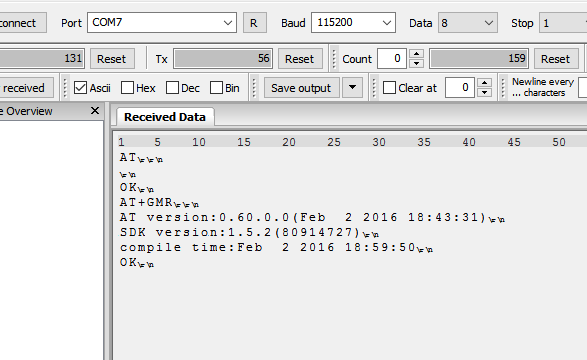 onnect Port COM7 R Baud 115200 Data 8 Stop 1
131 Reset Tx 56 Reset Count 0 159 Reset
received Ascii Hex Dec Bin Save output Clear at 0 Newline every ... characters
e Overview
Received Data
1 5 10 15 20 25 30 35 40 45 50
AT\r\r\n
\r\n
OK\r\n
AT+GMR\r\r\n
AT version:0.60.0.0(Feb 2 2016 18:43:31)\r\n
SDK version:1.5.2(80914727)\r\n
compile time:Feb 2 2016 18:59:50\r\n
OK\r\n